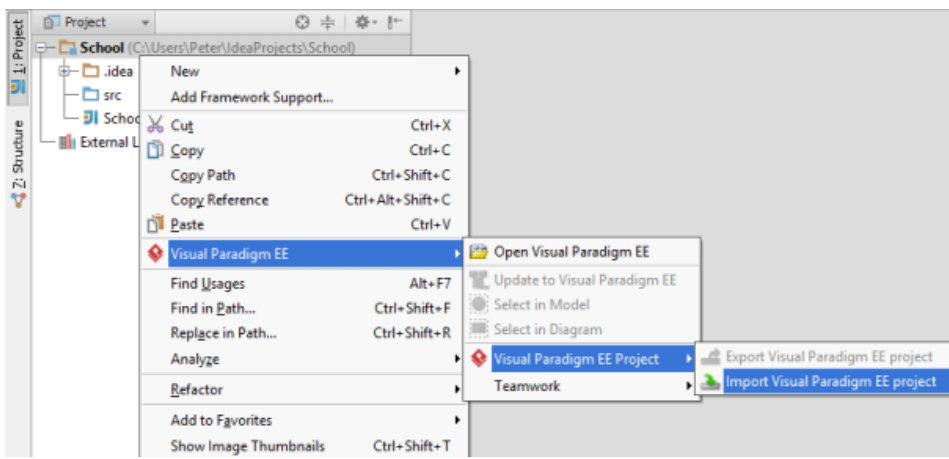 1: Project
Z: Structure
Project
School (C:\Users\Peter\IdeaProjects\School)
.idea
src
Schoo
External L
New
Add Framework Support...
Cut Ctrl+X
Copy Ctrl+C
Copy Path Ctrl+Shift+C
Copy Reference Ctrl+Alt+Shift+C
Paste Ctrl+V
Visual Paradigm EE
Find Usages Alt+F7
Find in Path... Ctrl+Shift+F
Replace in Path... Ctrl+Shift+R
Analyze
Refactor
Add to Favorites
Show Image Thumbnails Ctrl+Shift+T
Open Visual Paradigm EE
Update to Visual Paradigm EE
Select in Model
Select in Diagram
Visual Paradigm EE Project
Teamwork
Export Visual Paradigm EE project
Import Visual Paradigm EE project